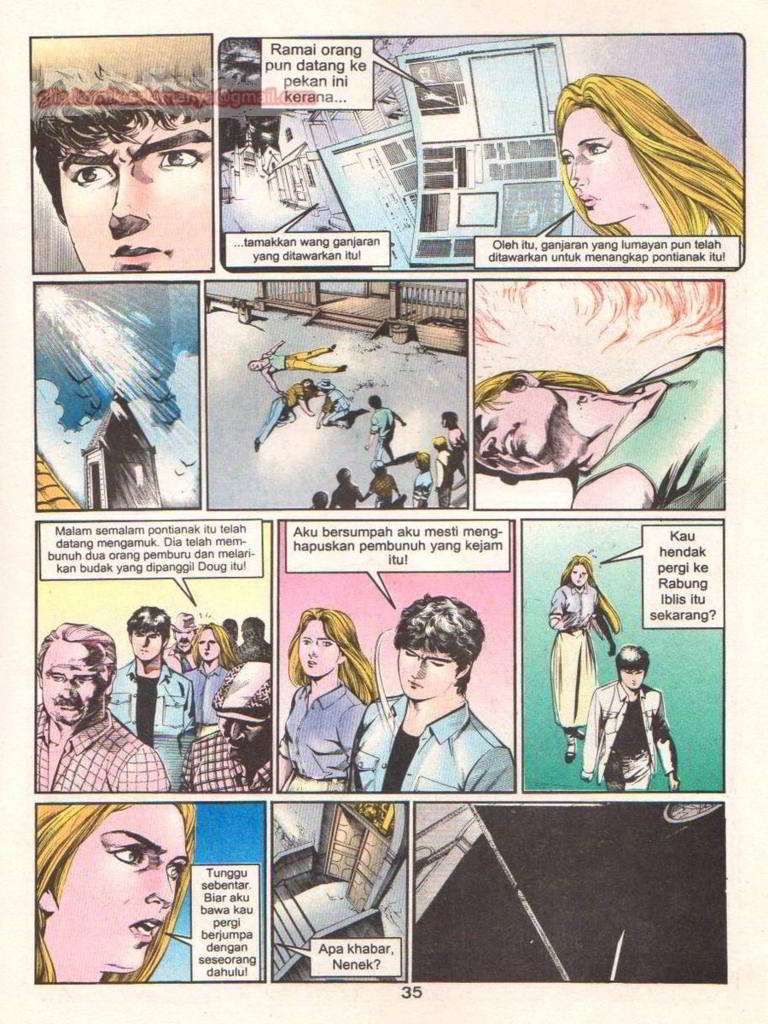 Ramai orang
pun datang ke
pekan ini
kerana...
...tamakkan wang ganjaran
yang ditawarkan itu!
Oleh itu, ganjaran yang lumayan pun telah
ditawarkan untuk menangkap pontianak itu!
Malam semalam pontianak itu telah
datang mengamuk. Dia telah mem-
bunuh dua orang pemburu dan melari-
kan budak yang dipanggil Doug itu!
Aku bersumpah aku mesti meng-
hapuskan pembunuh yang kejam
itu!
Kau
hendak
pergi ke
Rabung
Iblis itu
sekarang?
Tunggu
sebentar.
Biar aku
bawa kau
pergi
berjumpa
dengan
seseorang
dahulu!
Apa khabar,
Nenek?
35